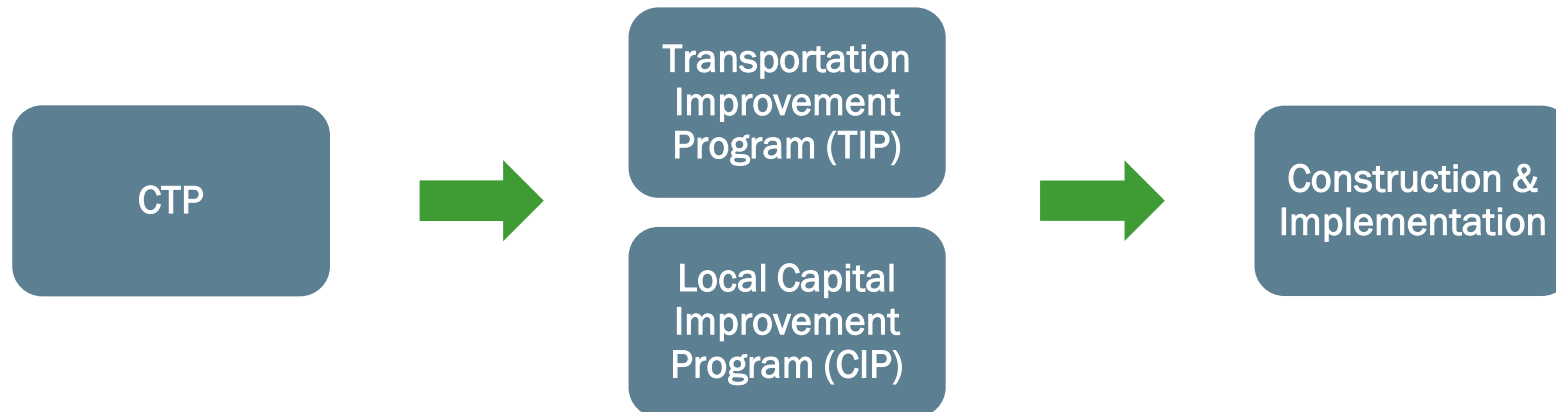 CTP
Transportation
Improvement
Program (TIP)
Local Capital
Improvement
Program (CIP)
Construction &
Implementation